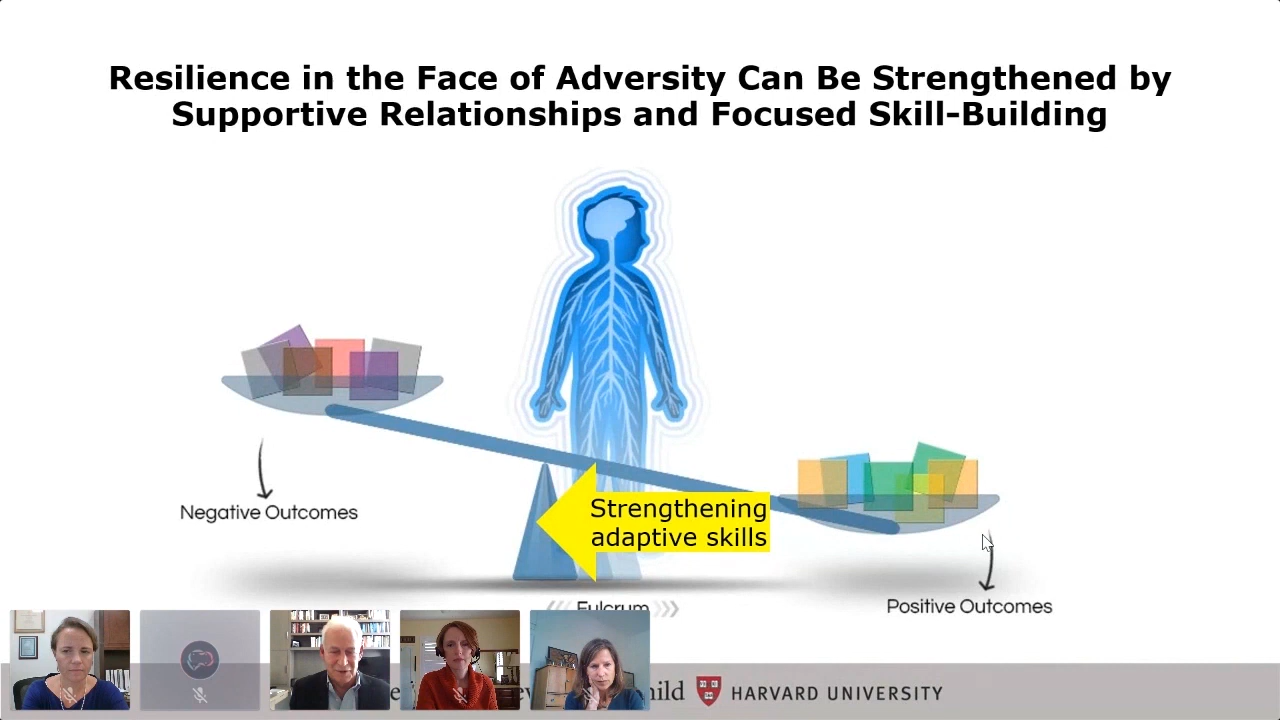 Resilience in the Face of Adversity Can Be Strengthened by
Supportive Relationships and Focused Skill-Building
Strengthening
adaptive skills
Negative Outcomes
Fulcrum
Positive Outcomes
HARVARD UNIVERSITY